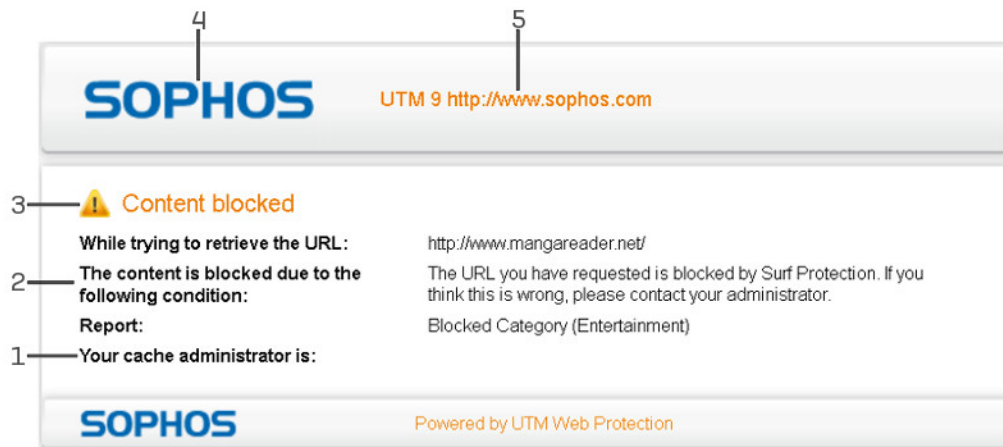 4 5
SOPHOS UTM 9 http://www.sophos.com
3 Content blocked
While trying to retrieve the URL: http://www.mangareader.net/
2 The content is blocked due to the The URL you have requested is blocked by Surf Protection. If you
following condition: think this is wrong, please contact your administrator.
Report: Blocked Category (Entertainment)
1 Your cache administrator is:
SOPHOS Powered by UTM Web Protection